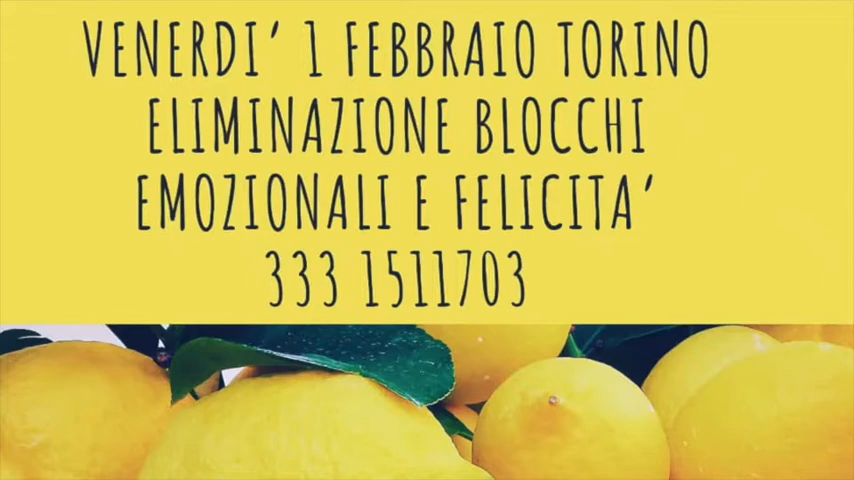 VENERDI' 1 FEBBRAIO TORINO
ELIMINAZIONE BLOCCHI
EMOZIONALI E FELICITA'
333 1511703